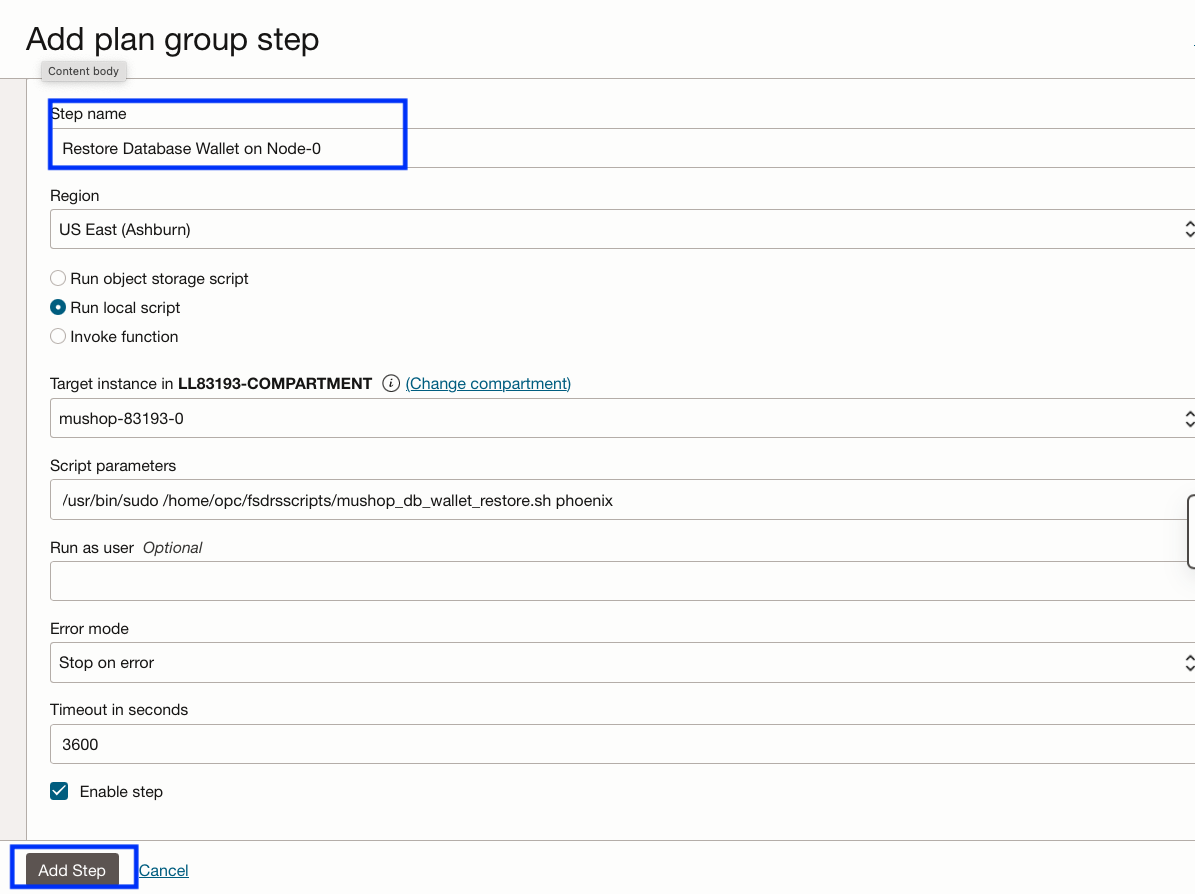 Add plan group step
Content body
Step name
Restore Database Wallet on Node-0
Region
US East (Ashburn)
Run object storage script
Run local script
Invoke function
Target instance in LL83193-COMPARTMENT i (Change compartment)
mushop-83193-0
Script parameters
/usr/bin/sudo /home/opc/fsdrsscripts/mushop_db_wallet_restore.sh phoenix
Run as user Optional
Error mode
Stop on error
Timeout in seconds
3600
Enable step
Add Step Cancel